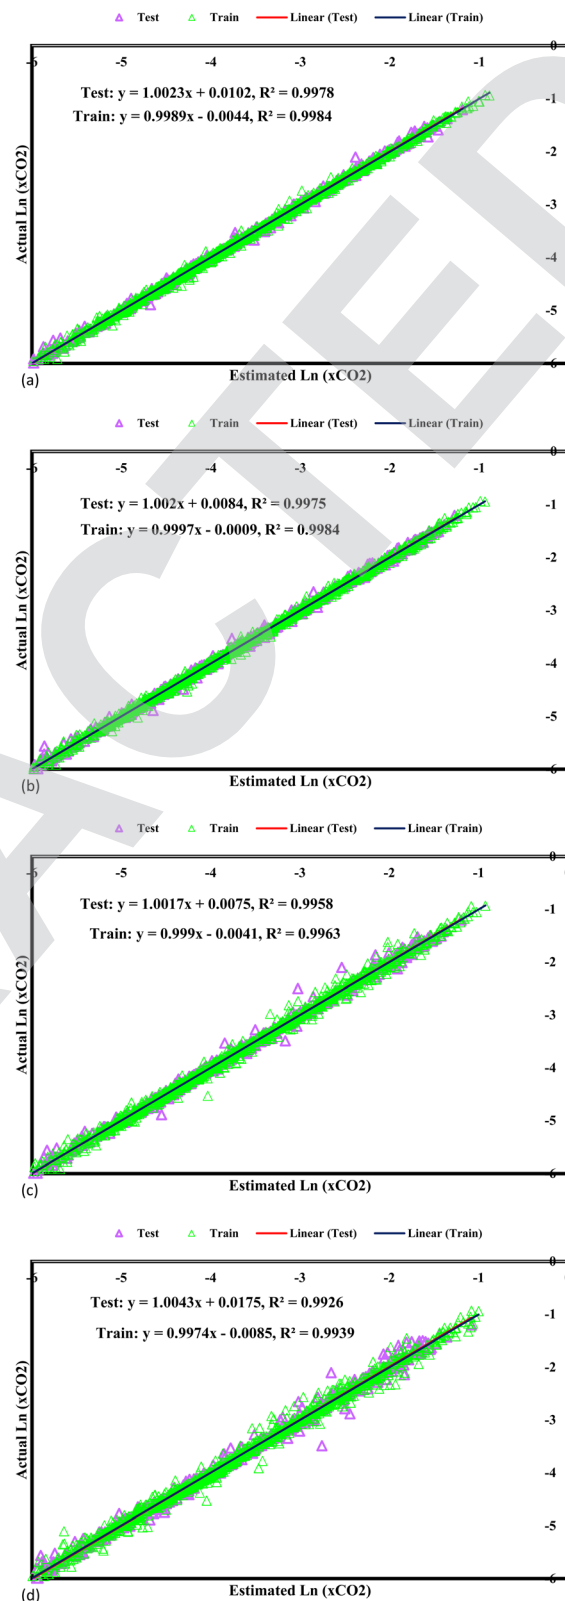 Test Train Linear (Test) Linear (Train)
0
-6 -5 -4 -3 -2 -1
Test: y = 1.0023x + 0.0102, R² = 0.9978
-1
Train: y = 0.9989x - 0.0044, R² = 0.9984
-2
-3
Actual Ln (xCO2)
-4
-5
-6
Estimated Ln (xCO2)
(a)
Test Train Linear (Test) Linear (Train)
0
-6 -5 -4 -3 -2 -1
Test: y = 1.002x + 0.0084, R² = 0.9975
-1
Train: y = 0.9997x - 0.0009, R² = 0.9984
-2
-3
Actual Ln (xCO2)
-4
-5
-6
Estimated Ln (xCO2)
(b)
Test Train Linear (Test) Linear (Train)
0
-6 -5 -4 -3 -2 -1
Test: y = 1.0017x + 0.0075, R² = 0.9958
-1
Train: y = 0.999x - 0.0041, R² = 0.9963
-2
-3
Actual Ln (xCO2)
-4
-5
-6
Estimated Ln (xCO2)
(c)
Test Train Linear (Test) Linear (Train)
0
-6 -5 -4 -3 -2 -1
Test: y = 1.0043x + 0.0175, R² = 0.9926
-1
Train: y = 0.9974x - 0.0085, R² = 0.9939
-2
-3
Actual Ln (xCO2)
-4
-5
-6
Estimated Ln (xCO2)
(d)
ACTED